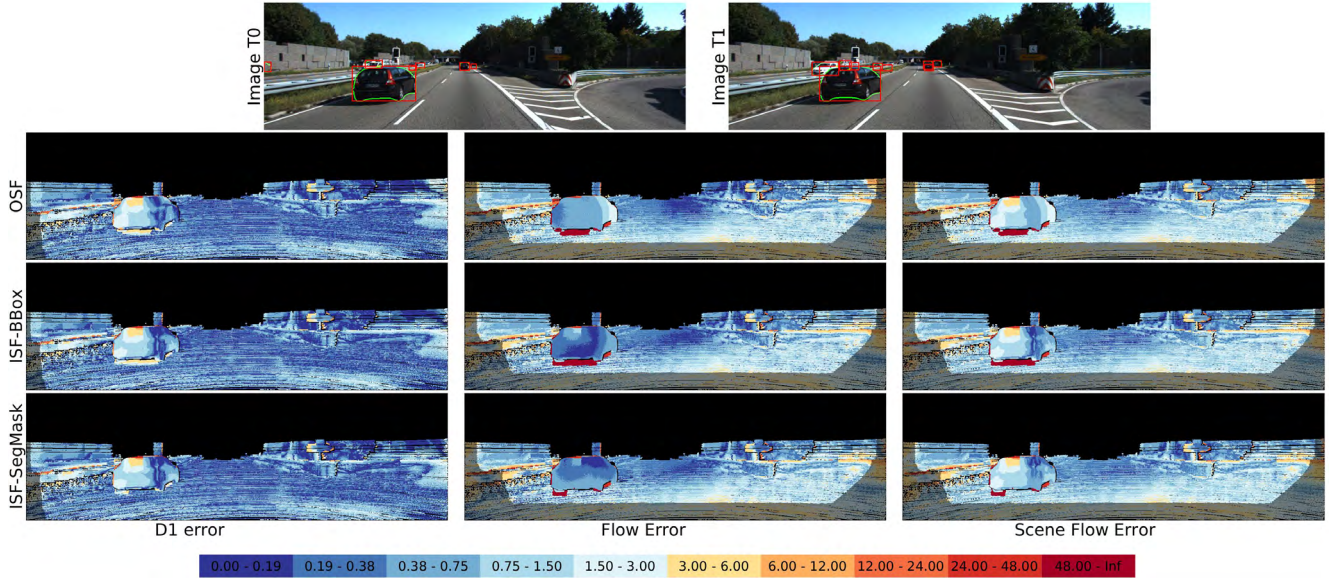 Image T0
Image T1
OSF
ISF-BBox
ISF-SegMask
D1 error
Flow Error
Scene Flow Error
0.00 - 0.19
0.19 - 0.38
0.38 - 0.75
0.75 - 1.50
1.50 - 3.00
3.00 - 6.00
6.00 - 12.00
12.00 - 24.00
24.00 - 48.00
48.00 - Inf